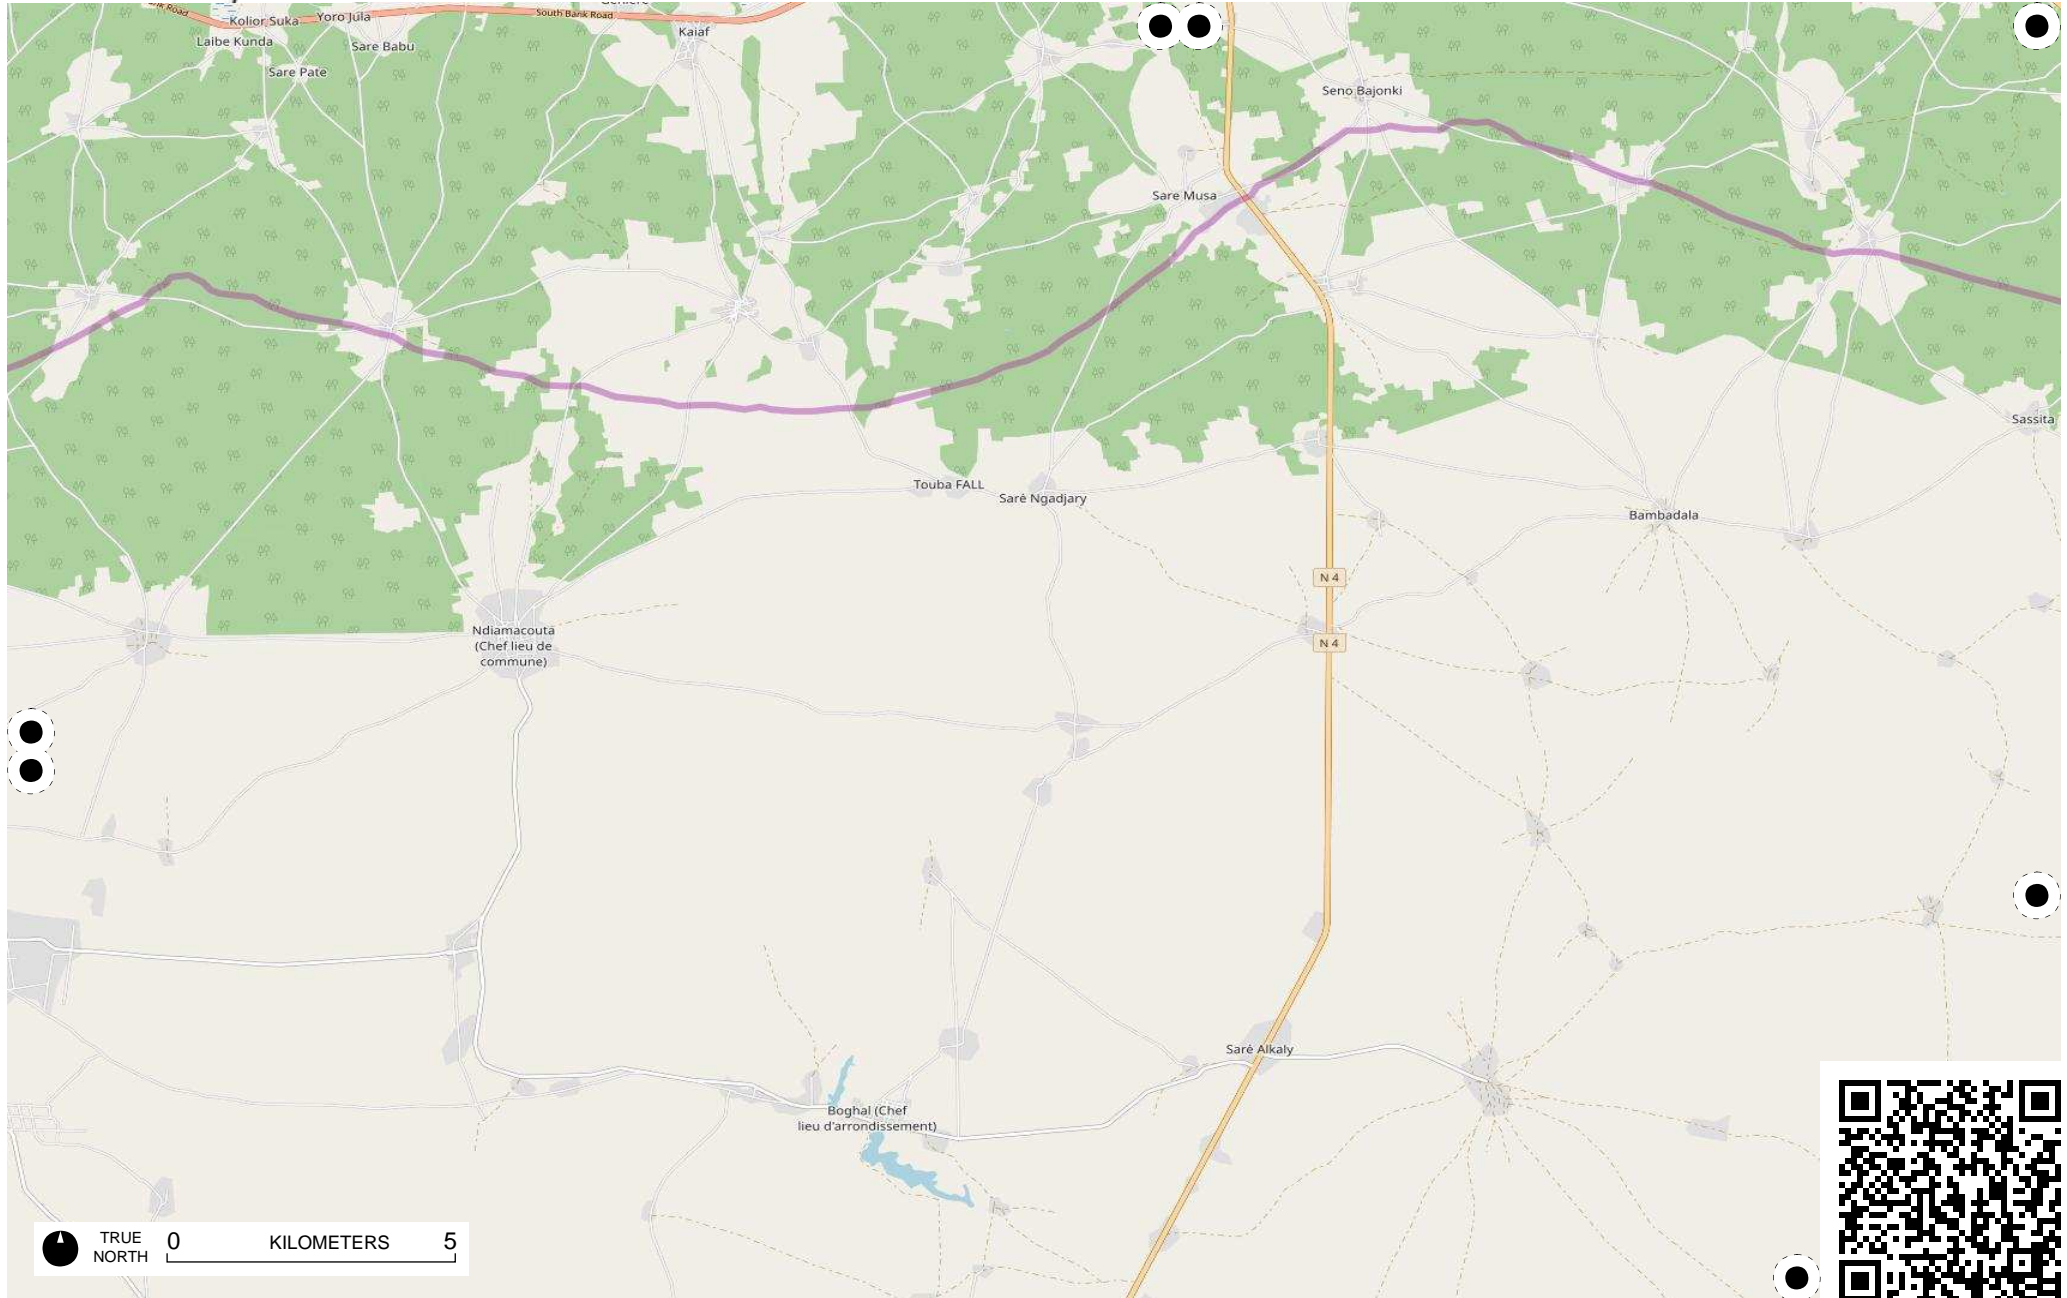 Kolior Suka
Yoro Jula
South Bank Road
Kaiaf
Laibe Kunda
Sare Babu
Sare Pate
Seno Bajonki
Sare Musa
Sassita
Touba FALL
Saré Ngadjary
Bambadala
N 4
Ndiamacouta
(Chef lieu de
commune)
N 4
Saré Alkaly
Boghal (Chef
lieu d'arrondissement)
TRUE
NORTH
0 KILOMETERS 5